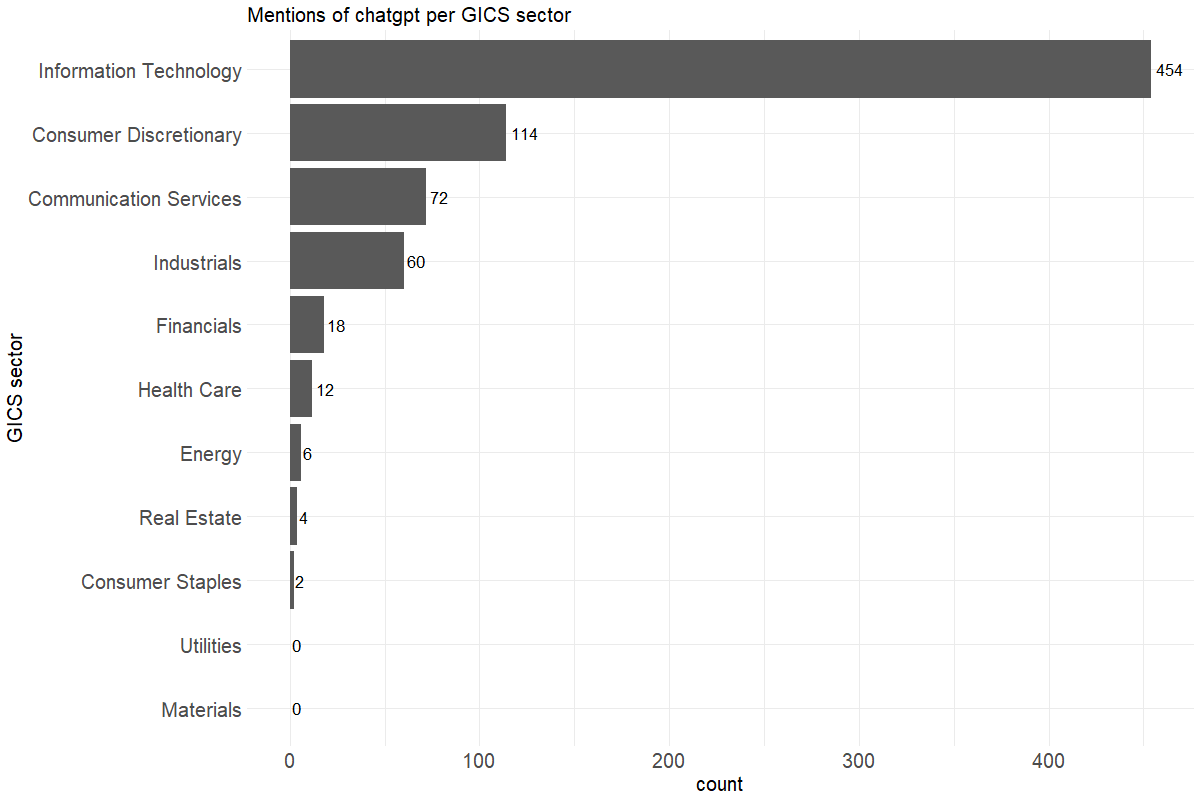 Mentions of chatgpt per GICS sector
Information Technology 454
Consumer Discretionary 114
Communication Services 72
Industrials 60
Financials 18
Health Care 12
Energy 6
Real Estate 4
Consumer Staples 2
Utilities 0
Materials 0
GICS sector
0 100 200 300 400
count